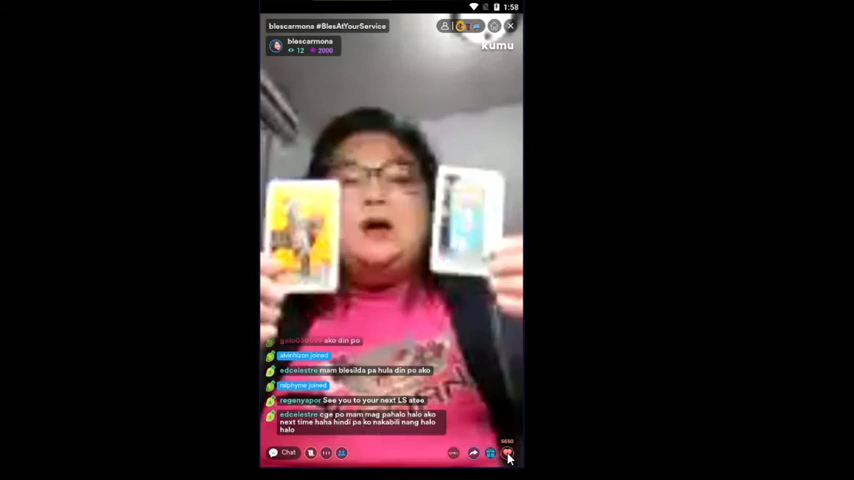 1:58
blescarmona #BlesAtYourService
blescarmona
12 2000
kumu
ako din po
alvinhizon joined
edcelestre mam blesilda pa hula din po ako
ralphyme joined
regenyapor See you to your next LS atee
edcelestre cge po mam mag pahalo halo ako
next time haha hindi pa ko nakabili nang halo
halo
Chat